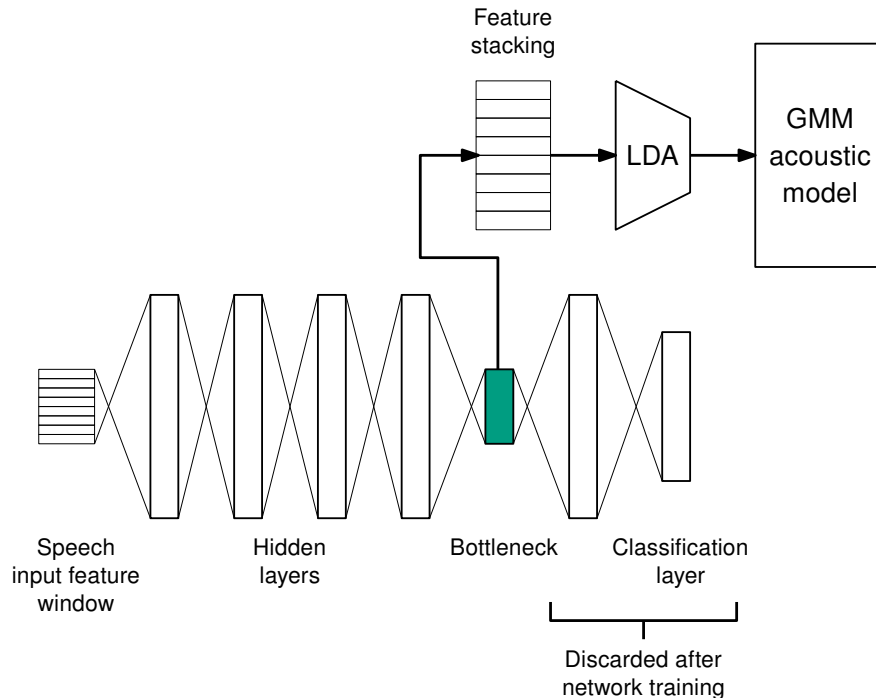 Feature
stacking
LDA
GMM
acoustic
model
Speech
input feature
window
Hidden
layers
Bottleneck
Classification
layer
Discarded after
network training